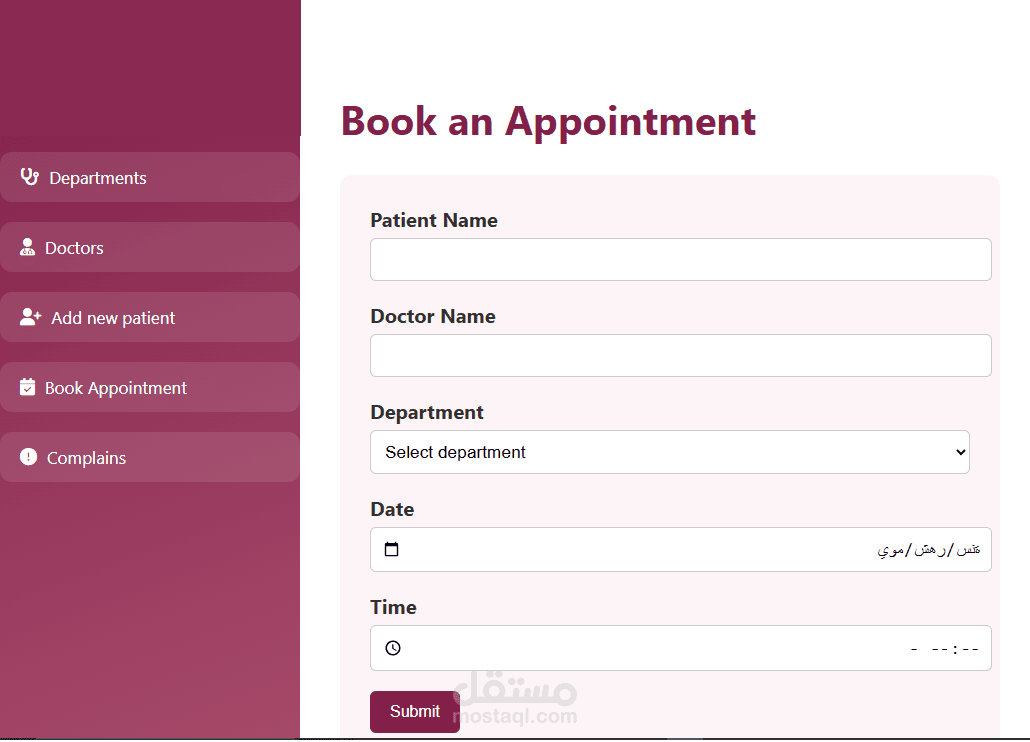 Book an Appointment
Departments
Doctors
Add new patient
Book Appointment
Complains
Patient Name
Doctor Name
Department
Select department
Date
يوم/شهر/سنة
Time
- --:--
Submit
مستقل
mostaql.com